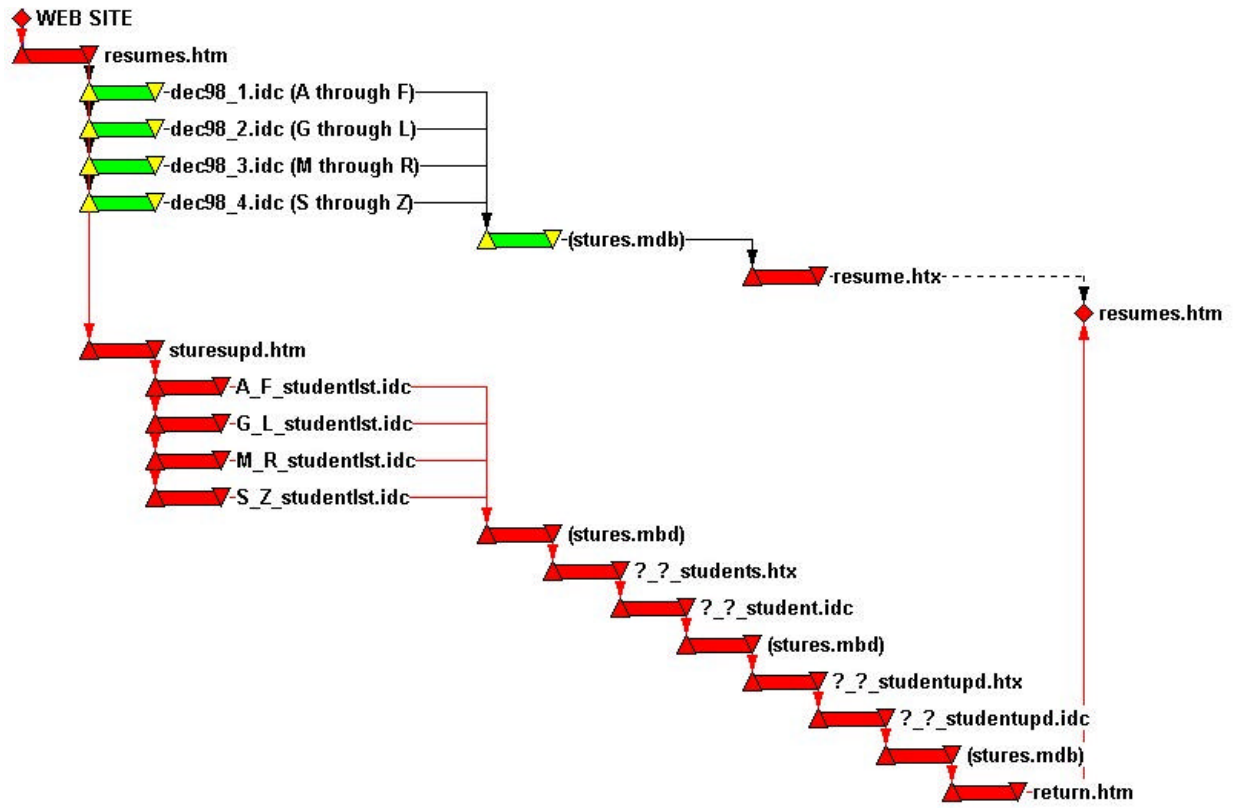 WEB SITE
resumes.htm
dec98_1.idc (A through F)
dec98_2.idc (G through L)
dec98_3.idc (M through R)
dec98_4.idc (S through Z)
(stures.mdb)
resume.htx
resumes.htm
sturesupd.htm
A_F_studentlst.idc
G_L_studentlst.idc
M_R_studentlst.idc
S_Z_studentlst.idc
(stures.mbd)
?_?_students.htx
?_?_student.idc
(stures.mbd)
?_?_studentupd.htx
?_?_studentupd.idc
(stures.mdb)
return.htm